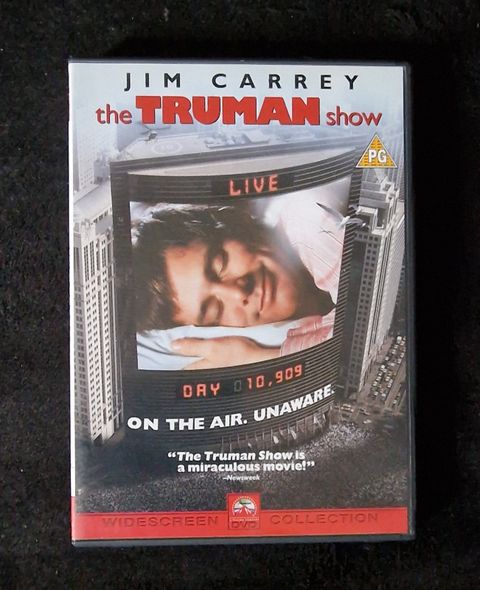 JIM CARREY
the TRUMAN show
PG
LIVE
DAY 010,909
ON THE AIR. UNAWARE.
"The Truman Show is
a miraculous movie!"
–Newsweek
WIDESCREEN DVD COLLECTION